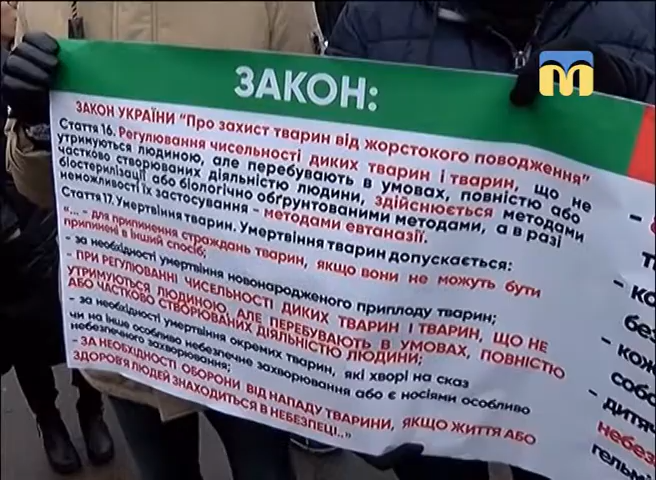 ЗАКОН:
ЗАКОН УКРАЇНИ "Про захист тварин від жорстокого поводження"
Стаття 16. Регулювання чисельності диких тварин і тварин, що не
утримуються людиною, але перебувають в умовах, повністю або
частково створюваних діяльністю людини, здійснюється методами
біостерилізації або біологічно обґрунтованими методами, а в разі
неможливості їх застосування - методами евтаназії.
Стаття 17. Умертвіння тварин. Умертвіння тварин допускається:
"... - для припинення страждань тварин, якщо вони не можуть бути
припинені в інший спосіб;
- за необхідності умертвіння новонародженого приплоду тварин;
- ПРИ РЕГУЛЮВАННІ ЧИСЕЛЬНОСТІ ДИКИХ ТВАРИН І ТВАРИН, ЩО НЕ
УТРИМУЮТЬСЯ ЛЮДИНОЮ, АЛЕ ПЕРЕБУВАЮТЬ В УМОВАХ, ПОВНІСТЮ
АБО ЧАСТКОВО СТВОРЮВАНИХ ДІЯЛЬНІСТЮ ЛЮДИНИ;
- за необхідності умертвіння окремих тварин, які хворі на сказ
чи на інше особливо небезпечне захворювання або є носіями особливо
небезпечного захворювання;
- ЗА НЕОБХІДНОСТІ ОБОРОНИ ВІД НАПАДУ ТВАРИНИ, ЯКЩО ЖИТТЯ АБО
ЗДОРОВ'Я ЛЮДЕЙ ЗНАХОДИТЬСЯ В НЕБЕЗПЕЦІ..."
- ко
без
- кож
соб
- дитяч
небез
гельм
М